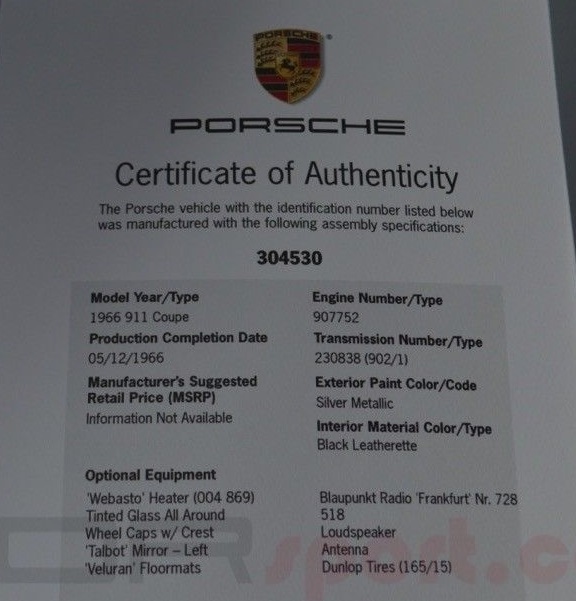 PORSCHE
PORSCHE
Certificate of Authenticity
The Porsche vehicle with the identification number listed below
was manufactured with the following assembly specifications:
304530
Model Year/Type
1966 911 Coupe
Production Completion Date
05/12/1966
Manufacturer's Suggested
Retail Price (MSRP)
Information Not Available
Engine Number/Type
907752
Transmission Number/Type
230838 (902/1)
Exterior Paint Color/Code
Silver Metallic
Interior Material Color/Type
Black Leatherette
Optional Equipment
'Webasto' Heater (004 869)
Tinted Glass All Around
Wheel Caps w/ Crest
'Talbot' Mirror – Left
'Veluran' Floormats
Blaupunkt Radio 'Frankfurt' Nr. 728
518
Loudspeaker
Antenna
Dunlop Tires (165/15)
sport.c